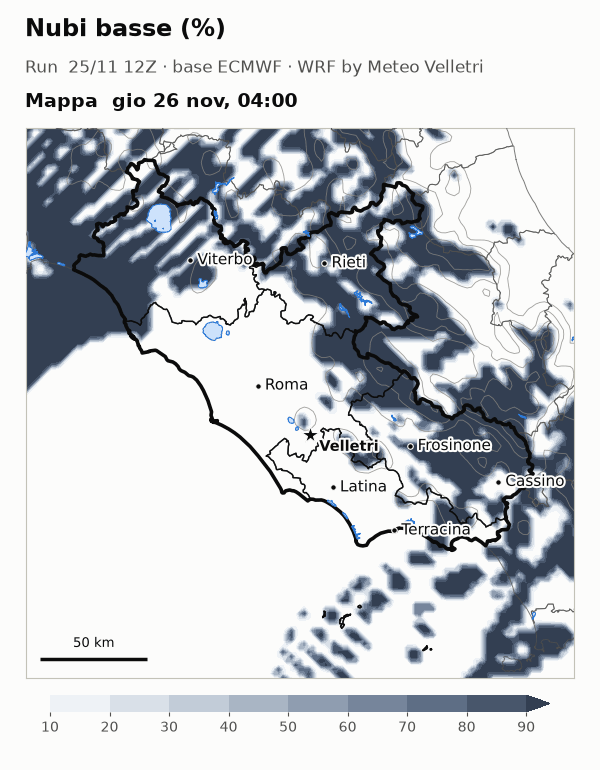 Nubi basse (%)
Run  25/11 12Z · base ECMWF · WRF by Meteo Velletri
Mappa  gio 26 nov, 04:00
Viterbo
Rieti
Roma
Velletri
Frosinone
Cassino
Latina
Terracina
50 km
10 20 30 40 50 60 70 80 90